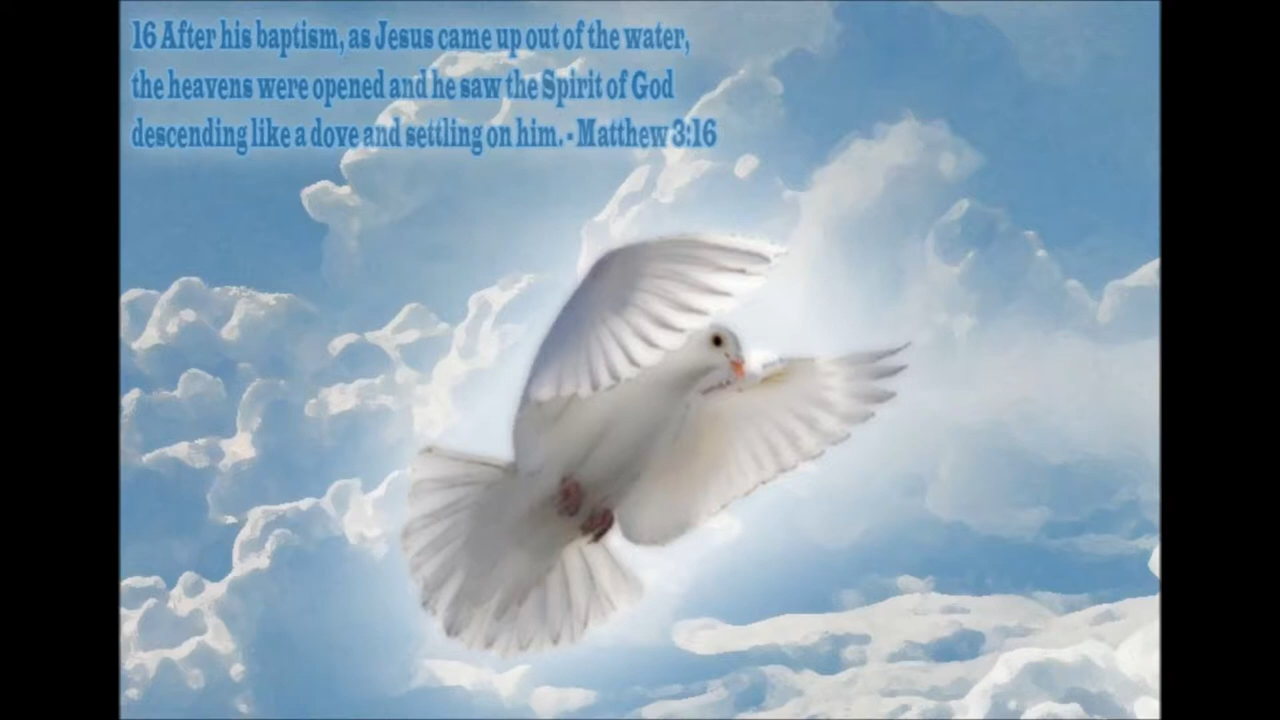 16 After his baptism, as Jesus came up out of the water,
the heavens were opened and he saw the Spirit of God
descending like a dove and settling on him. - Matthew 3:16